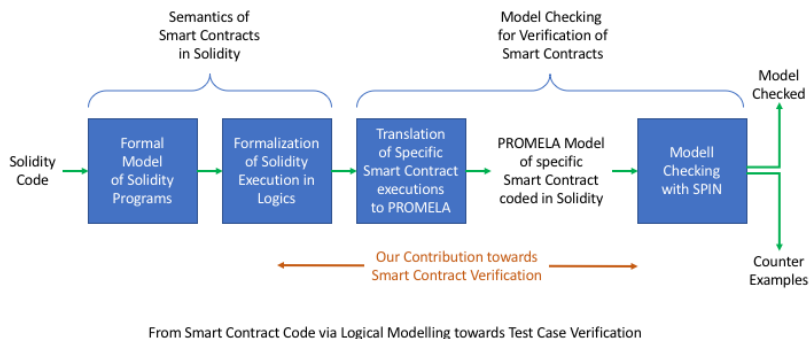 Semantics of
Smart Contracts
in Solidity
Model Checking
for Verification of
Smart Contracts
Model
Checked
Solidity
Code
Formal
Model
of Solidity
Programs
Formalization
of Solidity
Execution in
Logics
Translation
of Specific
Smart Contract
executions
to PROMELA
PROMELA Model
of specific
Smart Contract
coded in Solidity
Modell
Checking
with SPIN
Our Contribution towards
Smart Contract Verification
Counter
Examples
From Smart Contract Code via Logical Modelling towards Test Case Verification